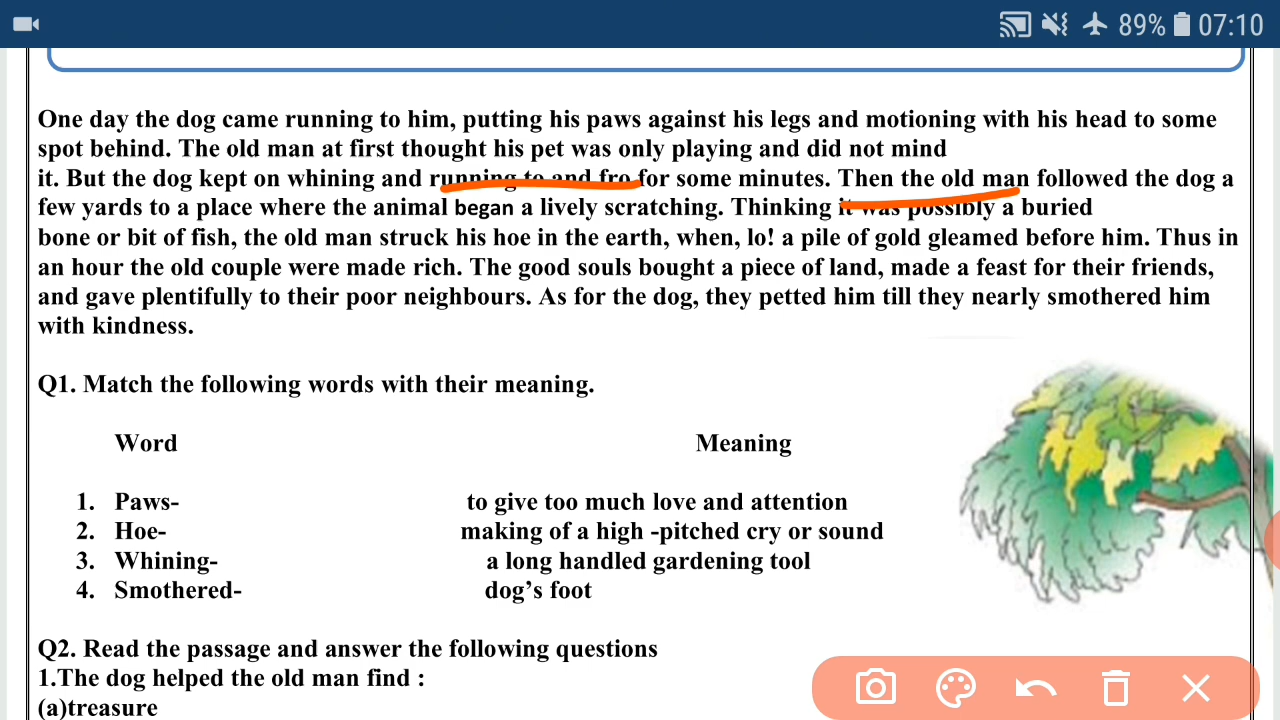 89% 07:10
One day the dog came running to him, putting his paws against his legs and motioning with his head to some
spot behind. The old man at first thought his pet was only playing and did not mind
it. But the dog kept on whining and running to and fro for some minutes. Then the old man followed the dog a
few yards to a place where the animal began a lively scratching. Thinking it was possibly a buried
bone or bit of fish, the old man struck his hoe in the earth, when, lo! a pile of gold gleamed before him. Thus in
an hour the old couple were made rich. The good souls bought a piece of land, made a feast for their friends,
and gave plentifully to their poor neighbours. As for the dog, they petted him till they nearly smothered him
with kindness.
Q1. Match the following words with their meaning.
Word Meaning
1. Paws- to give too much love and attention
2. Hoe- making of a high -pitched cry or sound
3. Whining- a long handled gardening tool
4. Smothered- dog’s foot
Q2. Read the passage and answer the following questions
1.The dog helped the old man find :
(a)treasure